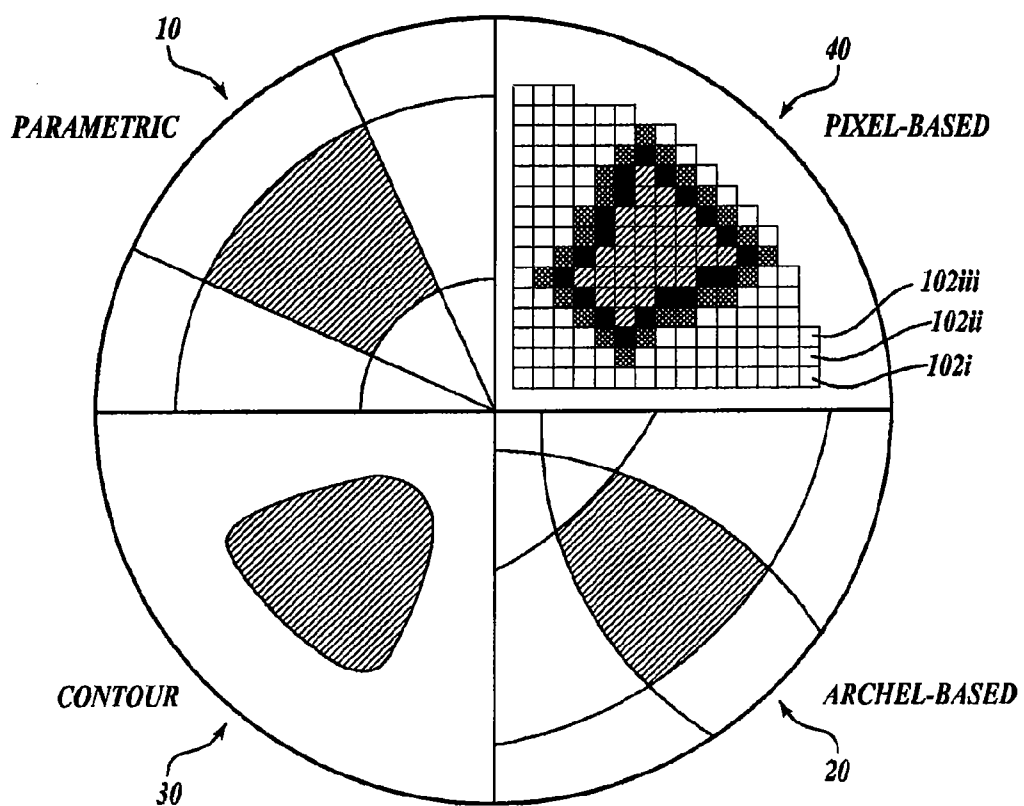 10
40
PARAMETRIC
PIXEL-BASED
102iii
102ii
102i
CONTOUR
ARCHEL-BASED
30
20